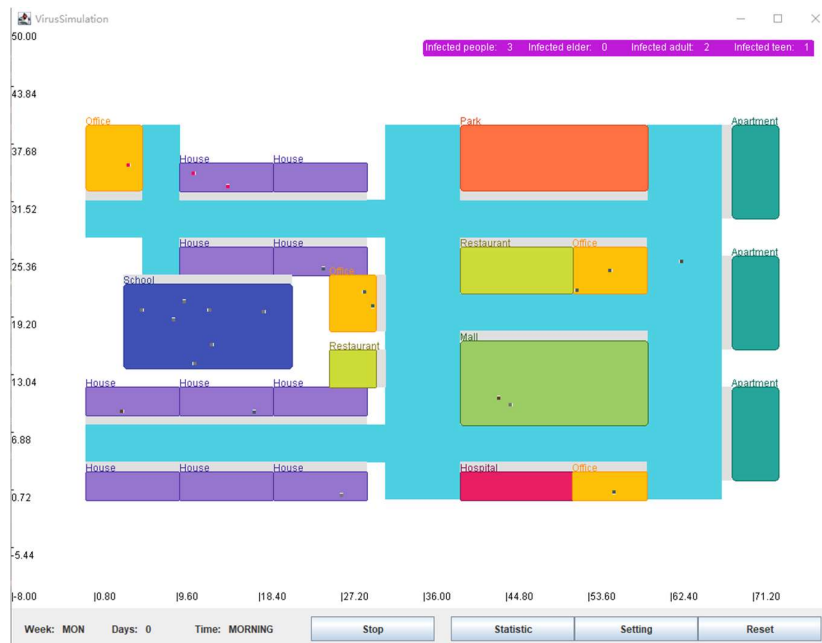 VirusSimulation
50.00
Infected people: 3 Infected elder: 0 Infected adult: 2 Infected teen: 1
43.84
Office
Park
Apartment
37.68
House House
31.52
House House
Restaurant Office
25.36
Office
Apartment
School
19.20
Restaurant
Mall
13.04
House House House
Apartment
6.88
House House House
Hospital Office
0.72
-5.44
|-8.00 |0.80 |9.60 |18.40 |27.20 |36.00 |44.80 |53.60 |62.40 |71.20
Week: MON Days: 0 Time: MORNING Stop Statistic Setting Reset